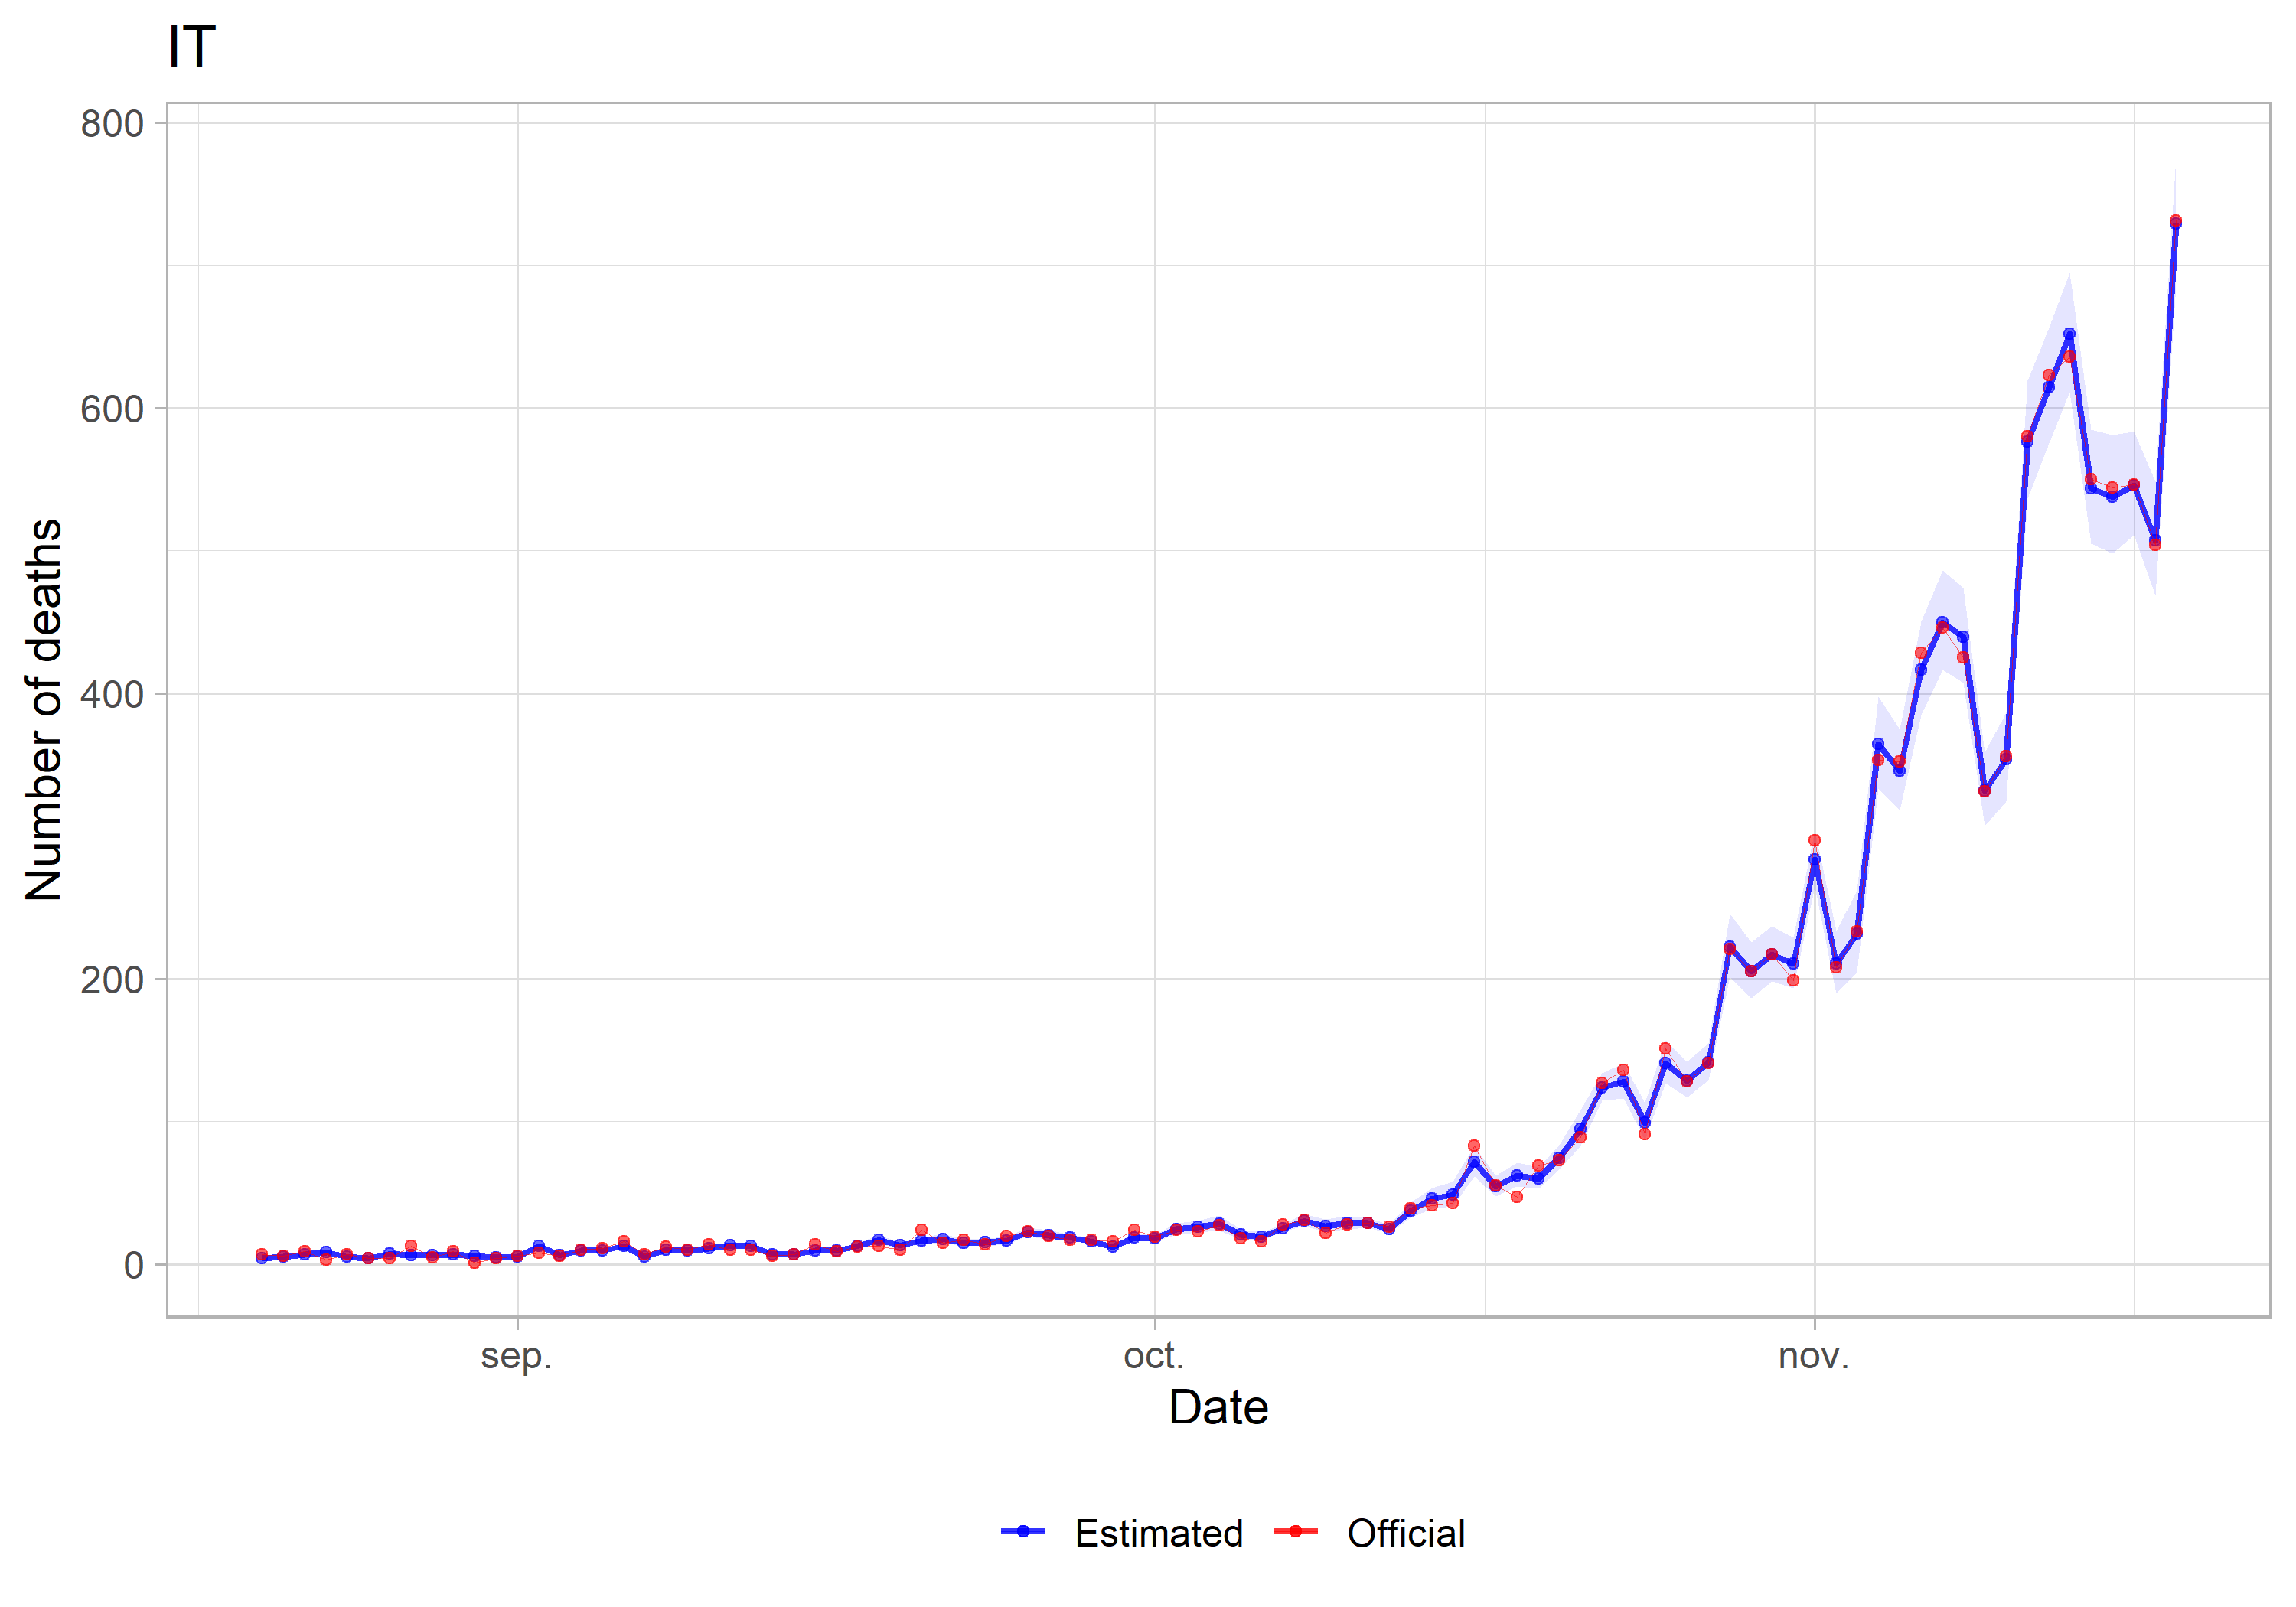 IT
800
600
400
200
0
Number of deaths
sep.
oct.
nov.
Date
Estimated
Official